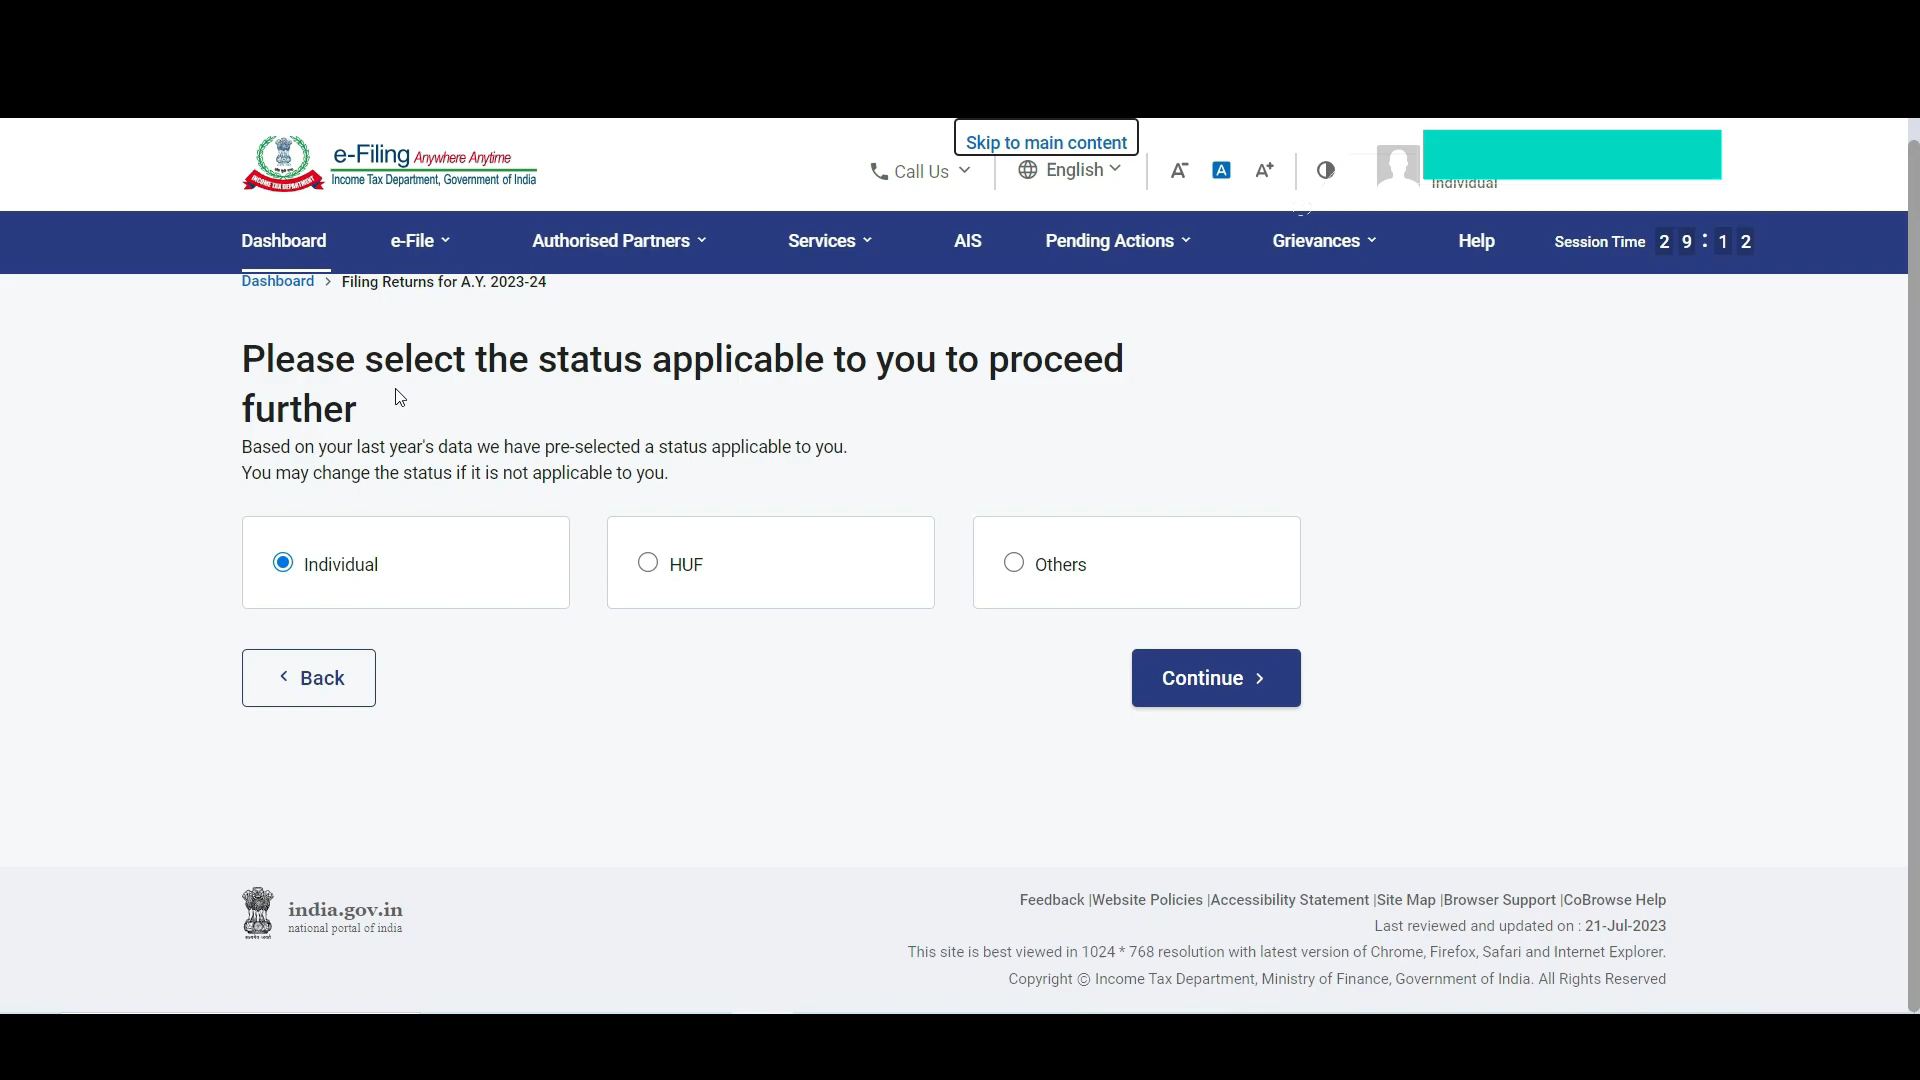 Skip to main content
e-Filing Anywhere Anytime
Income Tax Department, Government of India
INCOME TAX DEPARTMENT
Call Us
English
A-
A
A+
Individual
Dashboard
e-File
Authorised Partners
Services
AIS
Pending Actions
Grievances
Help
Session Time 29:12
Dashboard > Filing Returns for A.Y. 2023-24
Please select the status applicable to you to proceed
further
Based on your last year's data we have pre-selected a status applicable to you.
You may change the status if it is not applicable to you.
Individual
HUF
Others
< Back
Continue >
india.gov.in
national portal of india
Feedback |Website Policies |Accessibility Statement |Site Map |Browser Support |CoBrowse Help
Last reviewed and updated on : 21-Jul-2023
This site is best viewed in 1024 * 768 resolution with latest version of Chrome, Firefox, Safari and Internet Explorer.
Copyright © Income Tax Department, Ministry of Finance, Government of India. All Rights Reserved